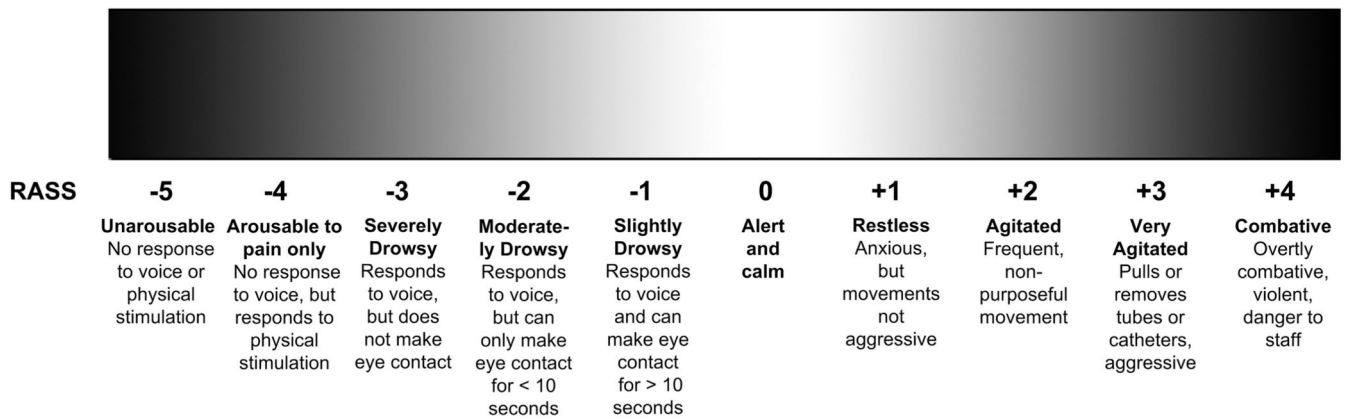 RASS
-5
Unarousable
No response
to voice or
physical
stimulation
-4
Arousable to
pain only
No response
to voice, but
responds to
physical
stimulation
-3
Severely
Drowsy
Responds
to voice,
but does
not make
eye contact
-2
Moderate-
ly Drowsy
Responds
to voice,
but can
only make
eye contact
for < 10
seconds
-1
Slightly
Drowsy
Responds
to voice
and can
make eye
contact
for > 10
seconds
0
Alert
and
calm
+1
Restless
Anxious,
but
movements
not
aggressive
+2
Agitated
Frequent,
non-
purposeful
movement
+3
Very
Agitated
Pulls or
removes
tubes or
catheters,
aggressive
+4
Combative
Overtly
combative,
violent,
danger to
staff